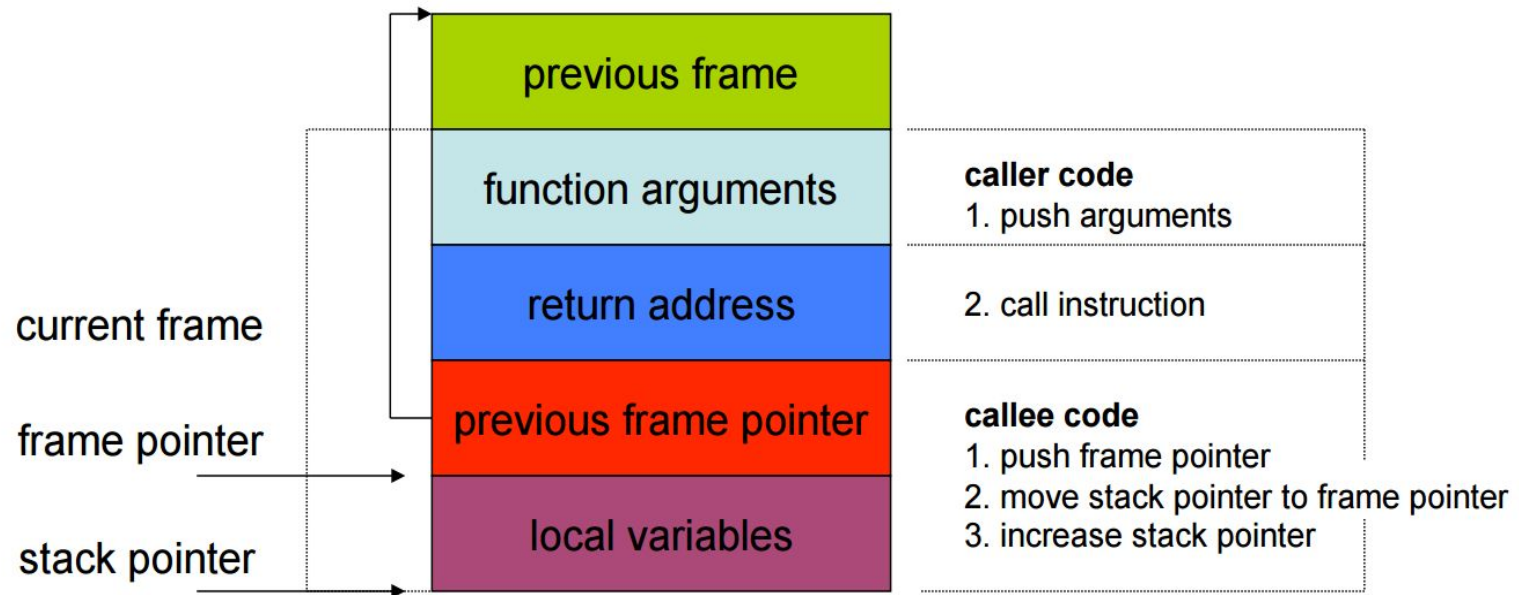 previous frame
function arguments
return address
previous frame pointer
local variables
current frame
frame pointer
stack pointer
caller code
1. push arguments
2. call instruction
callee code
1. push frame pointer
2. move stack pointer to frame pointer
3. increase stack pointer